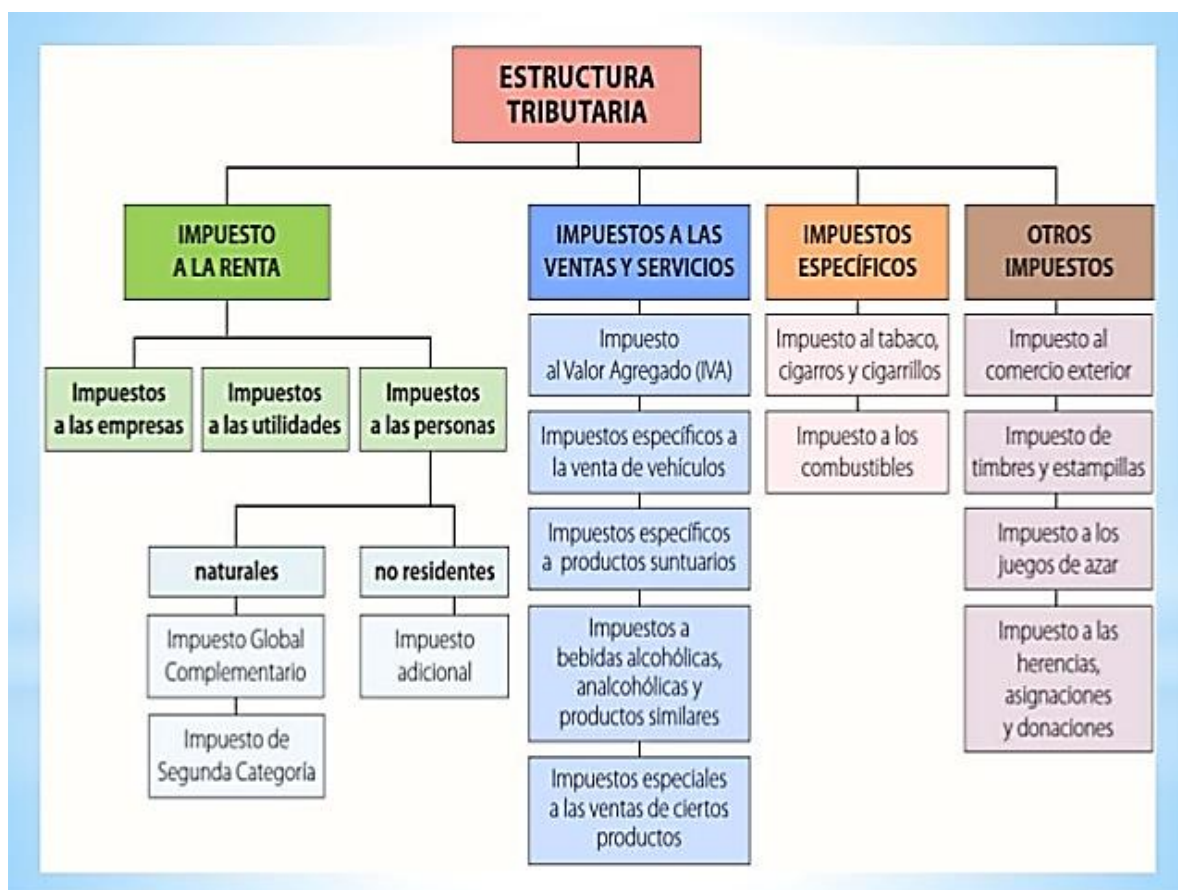 ESTRUCTURA
TRIBUTARIA
IMPUESTO
A LA RENTA
Impuestos
a las empresas
Impuestos
a las utilidades
Impuestos
a las personas
naturales
Impuesto Global
Complementario
Impuesto de
Segunda Categoría
no residentes
Impuesto
adicional
IMPUESTOS A LAS
VENTAS Y SERVICIOS
Impuesto
al Valor Agregado (IVA)
Impuestos específicos a
la venta de vehículos
Impuestos específicos
a productos suntuarios
Impuestos a
bebidas alcohólicas,
analcohólicas y
productos similares
Impuestos especiales
a las ventas de ciertos
productos
IMPUESTOS
ESPECÍFICOS
Impuesto al tabaco,
cigarros y cigarrillos
Impuesto a los
combustibles
OTROS
IMPUESTOS
Impuesto al
comercio exterior
Impuesto de
timbres y estampillas
Impuesto a los
juegos de azar
Impuesto a las
herencias,
asignaciones
y donaciones